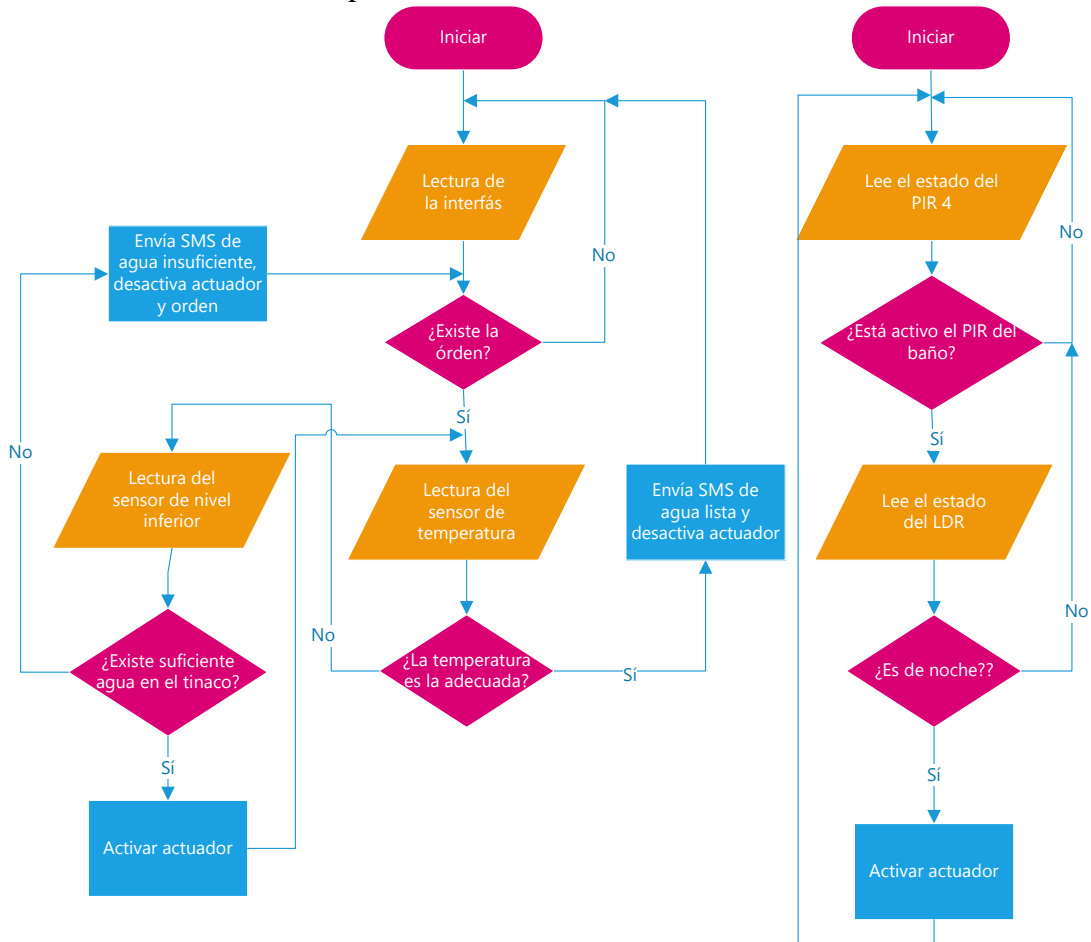 Iniciar
Lectura de
la interfás
Envía SMS de
agua insuficiente,
desactiva actuador
y orden
No
¿Existe la
órden?
Sí
No
Lectura del
sensor de nivel
inferior
Lectura del
sensor de
temperatura
Envía SMS de
agua lista y
desactiva actuador
No
¿Existe suficiente
agua en el tinaco?
¿La temperatura
es la adecuada?
Sí
Sí
Activar actuador
Iniciar
Lee el estado del
PIR 4
No
¿Está activo el PIR del
baño?
Sí
Lee el estado
del LDR
No
¿Es de noche??
Sí
Activar actuador